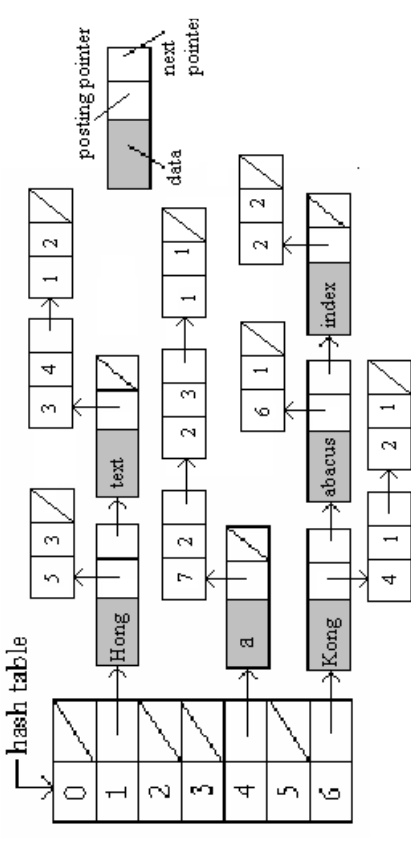 hash table
posting pointer
next
pointe
data
0
5 3
3 4 1 2
1 Hong text
2
3
7 2 2 3 1 1
4 a
5
6 1
2 2
6 Kong abacus index
4 1 2 1